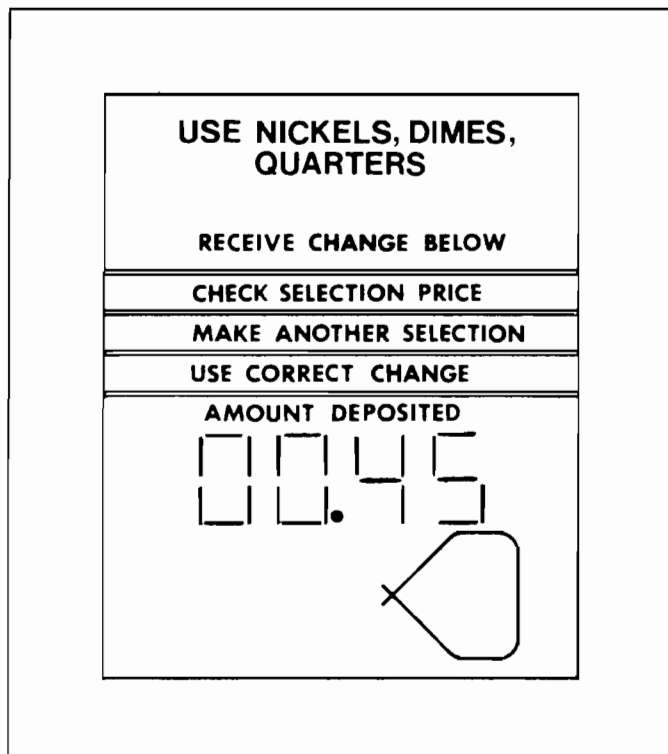 USE NICKELS, DIMES,
QUARTERS
RECEIVE CHANGE BELOW
CHECK SELECTION PRICE
MAKE ANOTHER SELECTION
USE CORRECT CHANGE
AMOUNT DEPOSITED
00.45